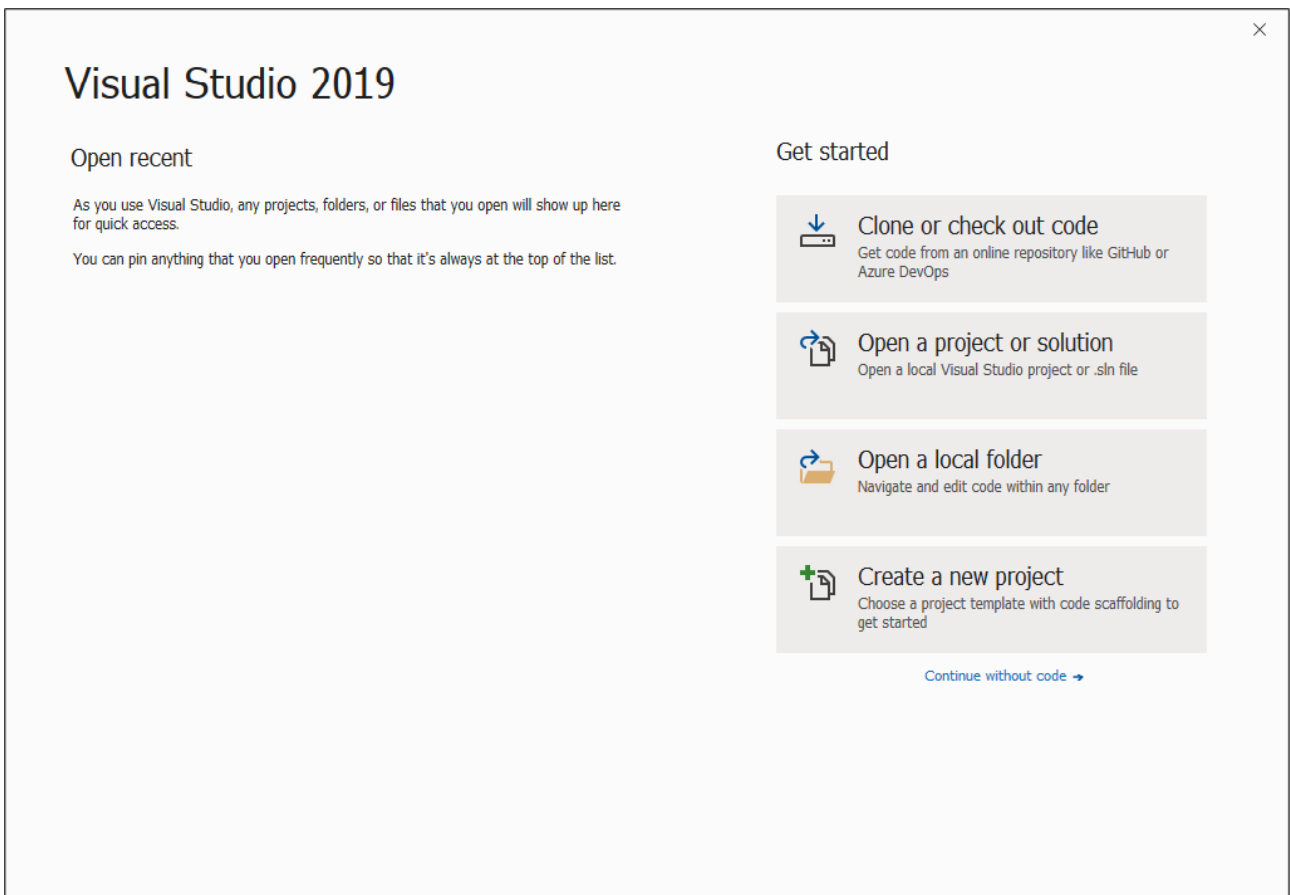 Visual Studio 2019
Open recent
As you use Visual Studio, any projects, folders, or files that you open will show up here
for quick access.
You can pin anything that you open frequently so that it's always at the top of the list.
Get started
Clone or check out code
Get code from an online repository like GitHub or
Azure DevOps
Open a project or solution
Open a local Visual Studio project or .sln file
Open a local folder
Navigate and edit code within any folder
Create a new project
Choose a project template with code scaffolding to
get started
Continue without code →